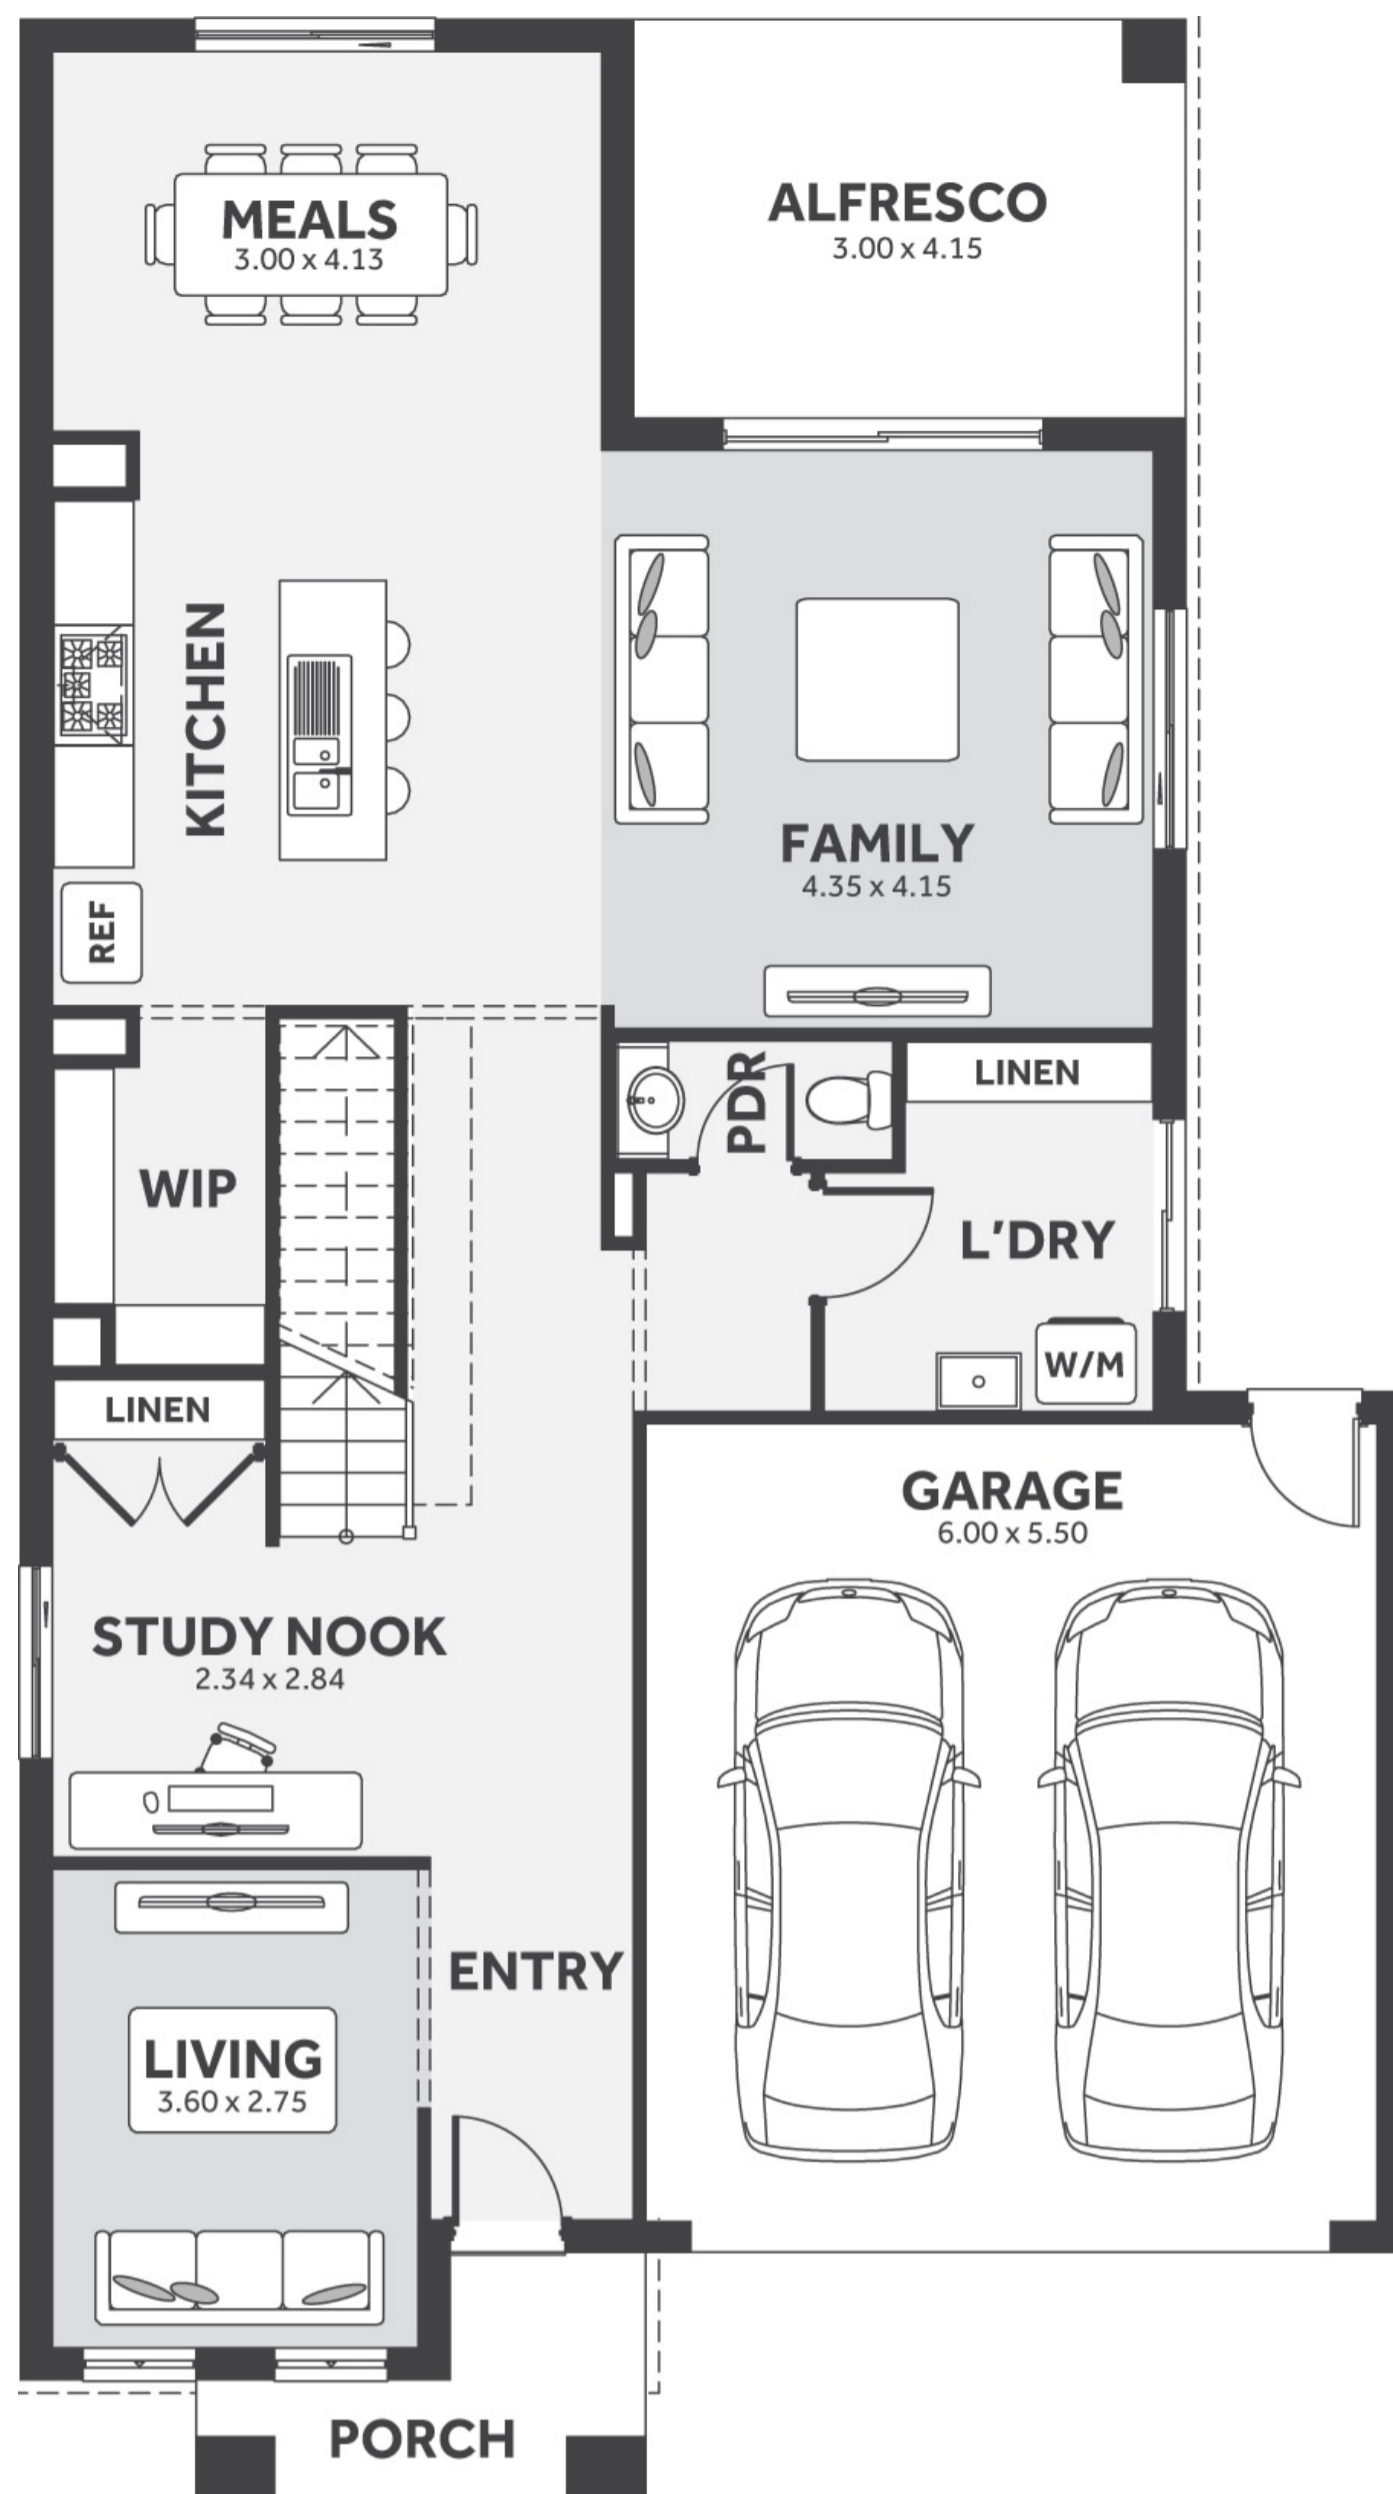 MEALS
3.00 x 4.13
ALFRESCO
3.00 x 4.15
KITCHEN
FAMILY
4.35 x 4.15
REF
PDR
LINEN
WIP
L'DRY
W/M
LINEN
GARAGE
6.00 x 5.50
STUDY NOOK
2.34 x 2.84
ENTRY
LIVING
3.60 x 2.75
PORCH